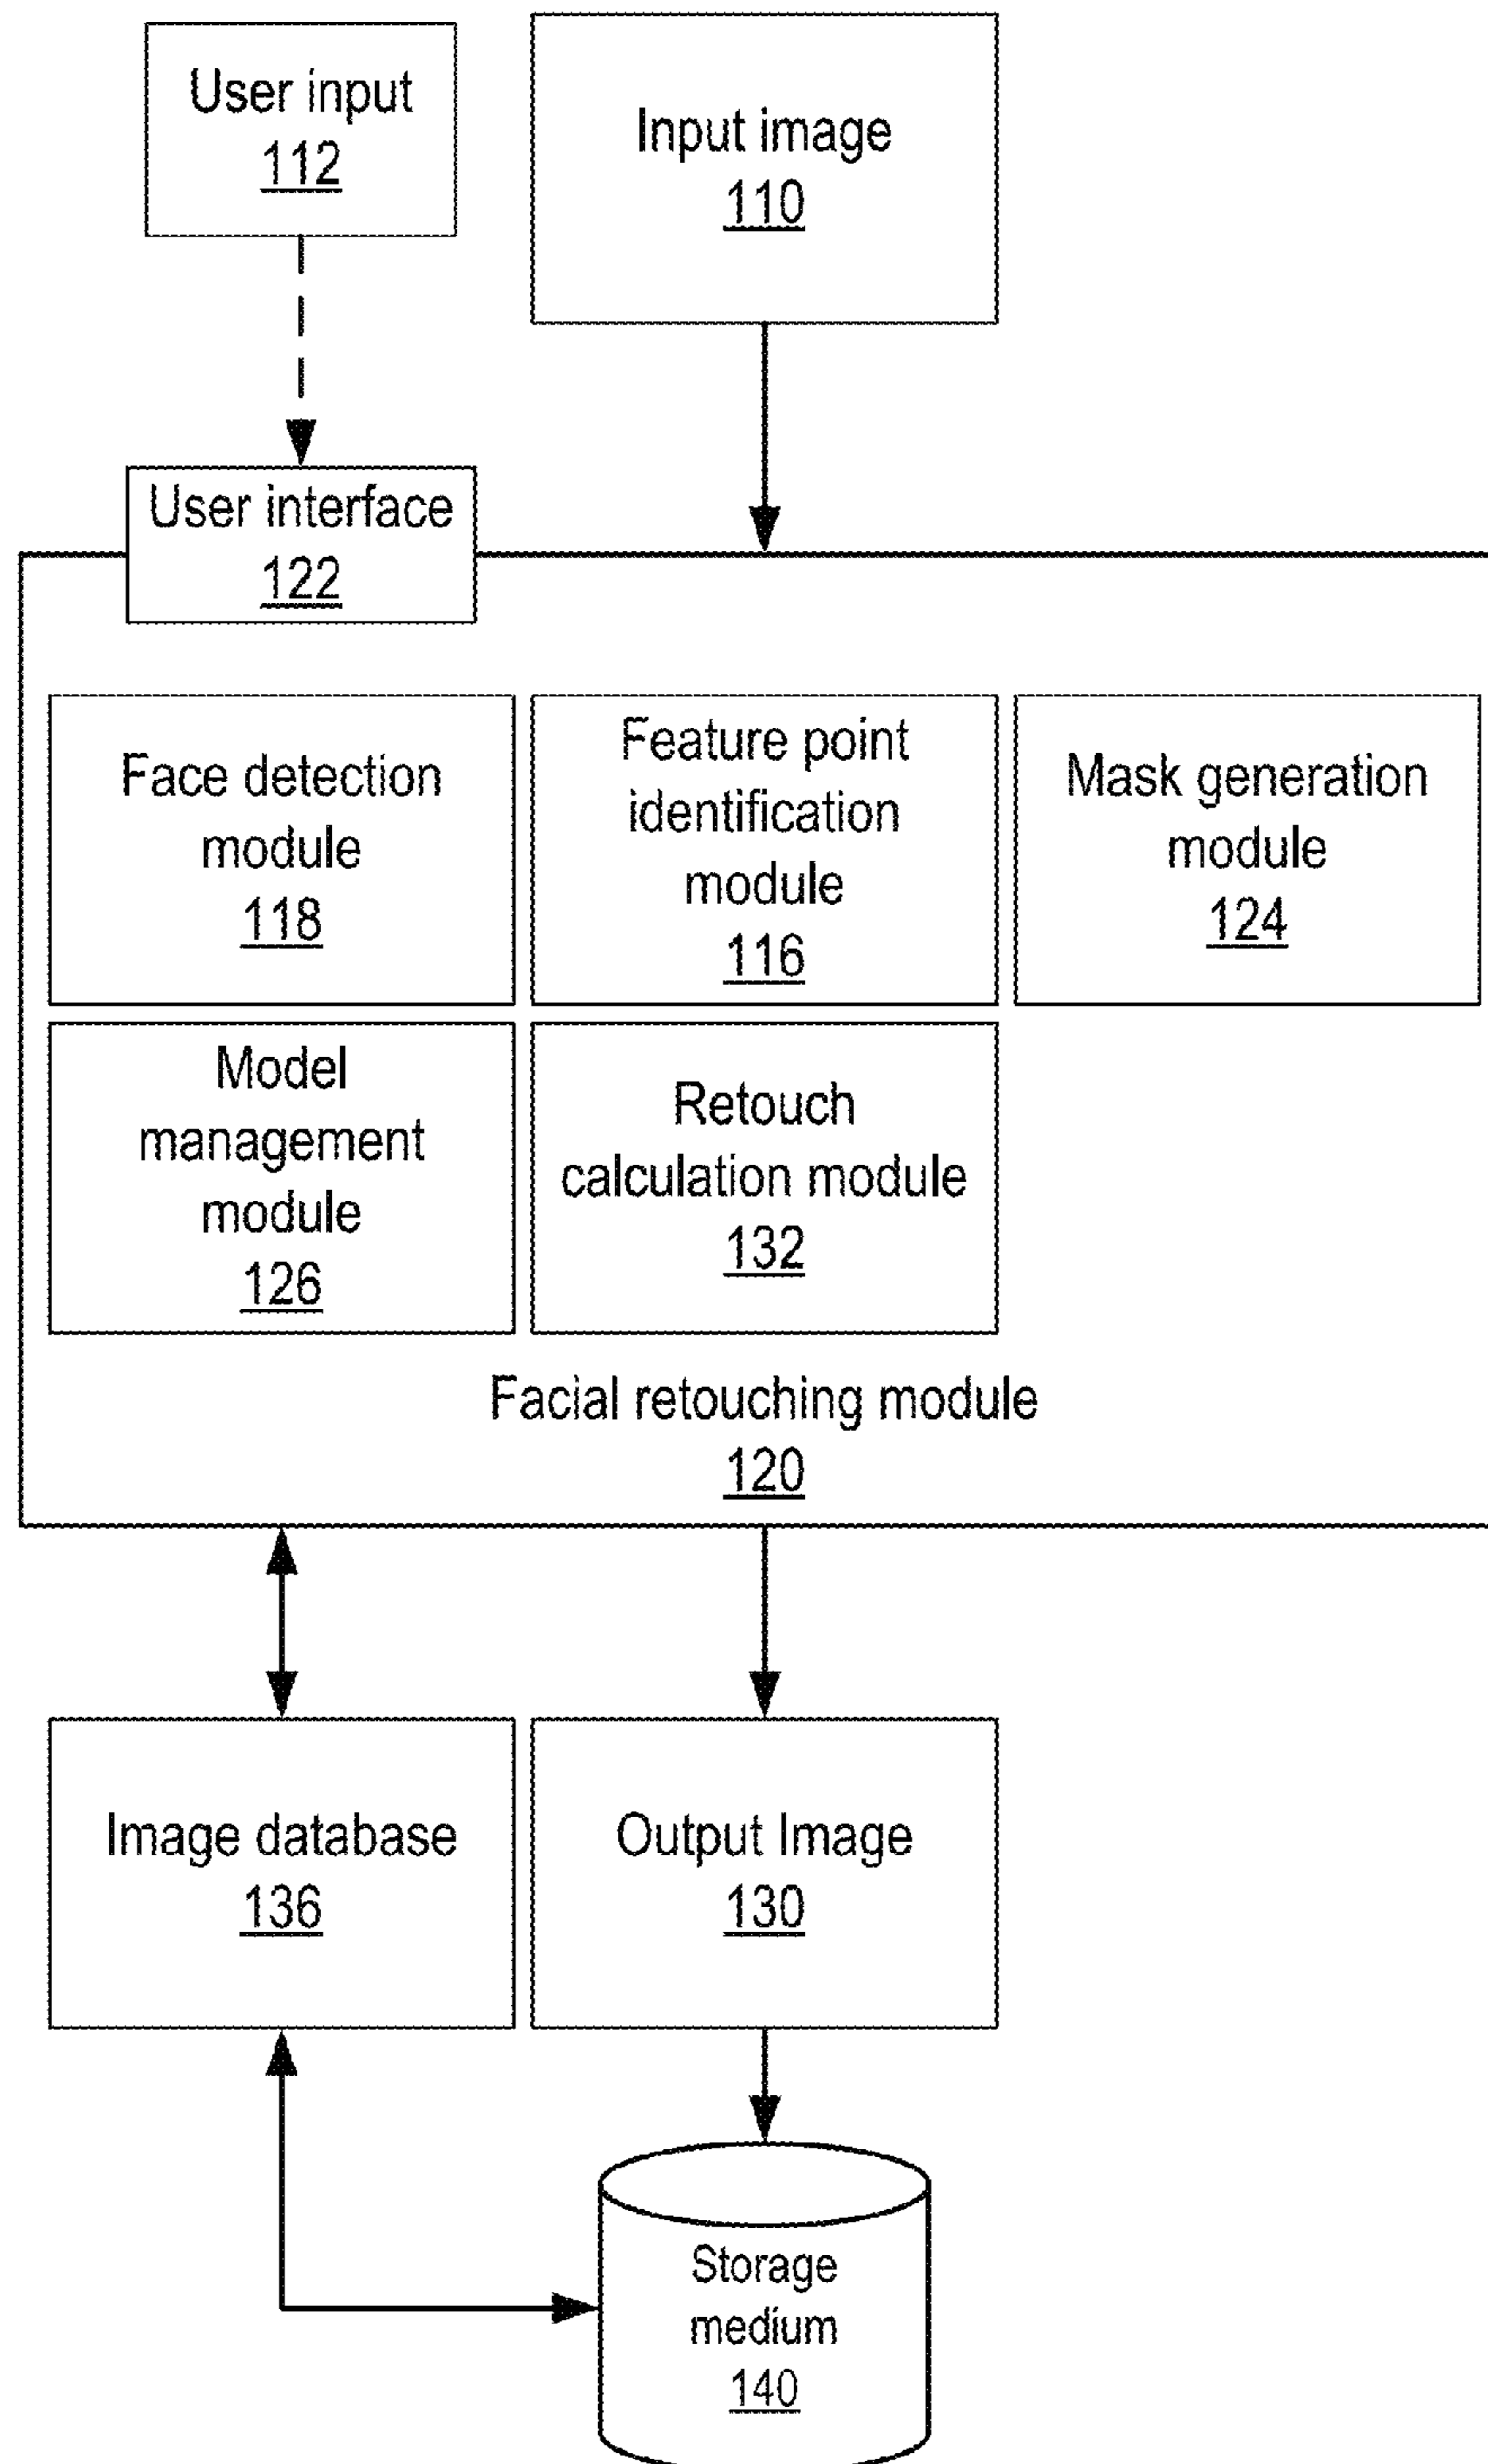 User input
112
Input image
110
User interface
122
Face detection
module
118
Feature point
identification
module
116
Mask generation
module
124
Model
management
module
126
Retouch
calculation module
132
Facial retouching module
120
Image database
136
Output Image
130
Storage
medium
140